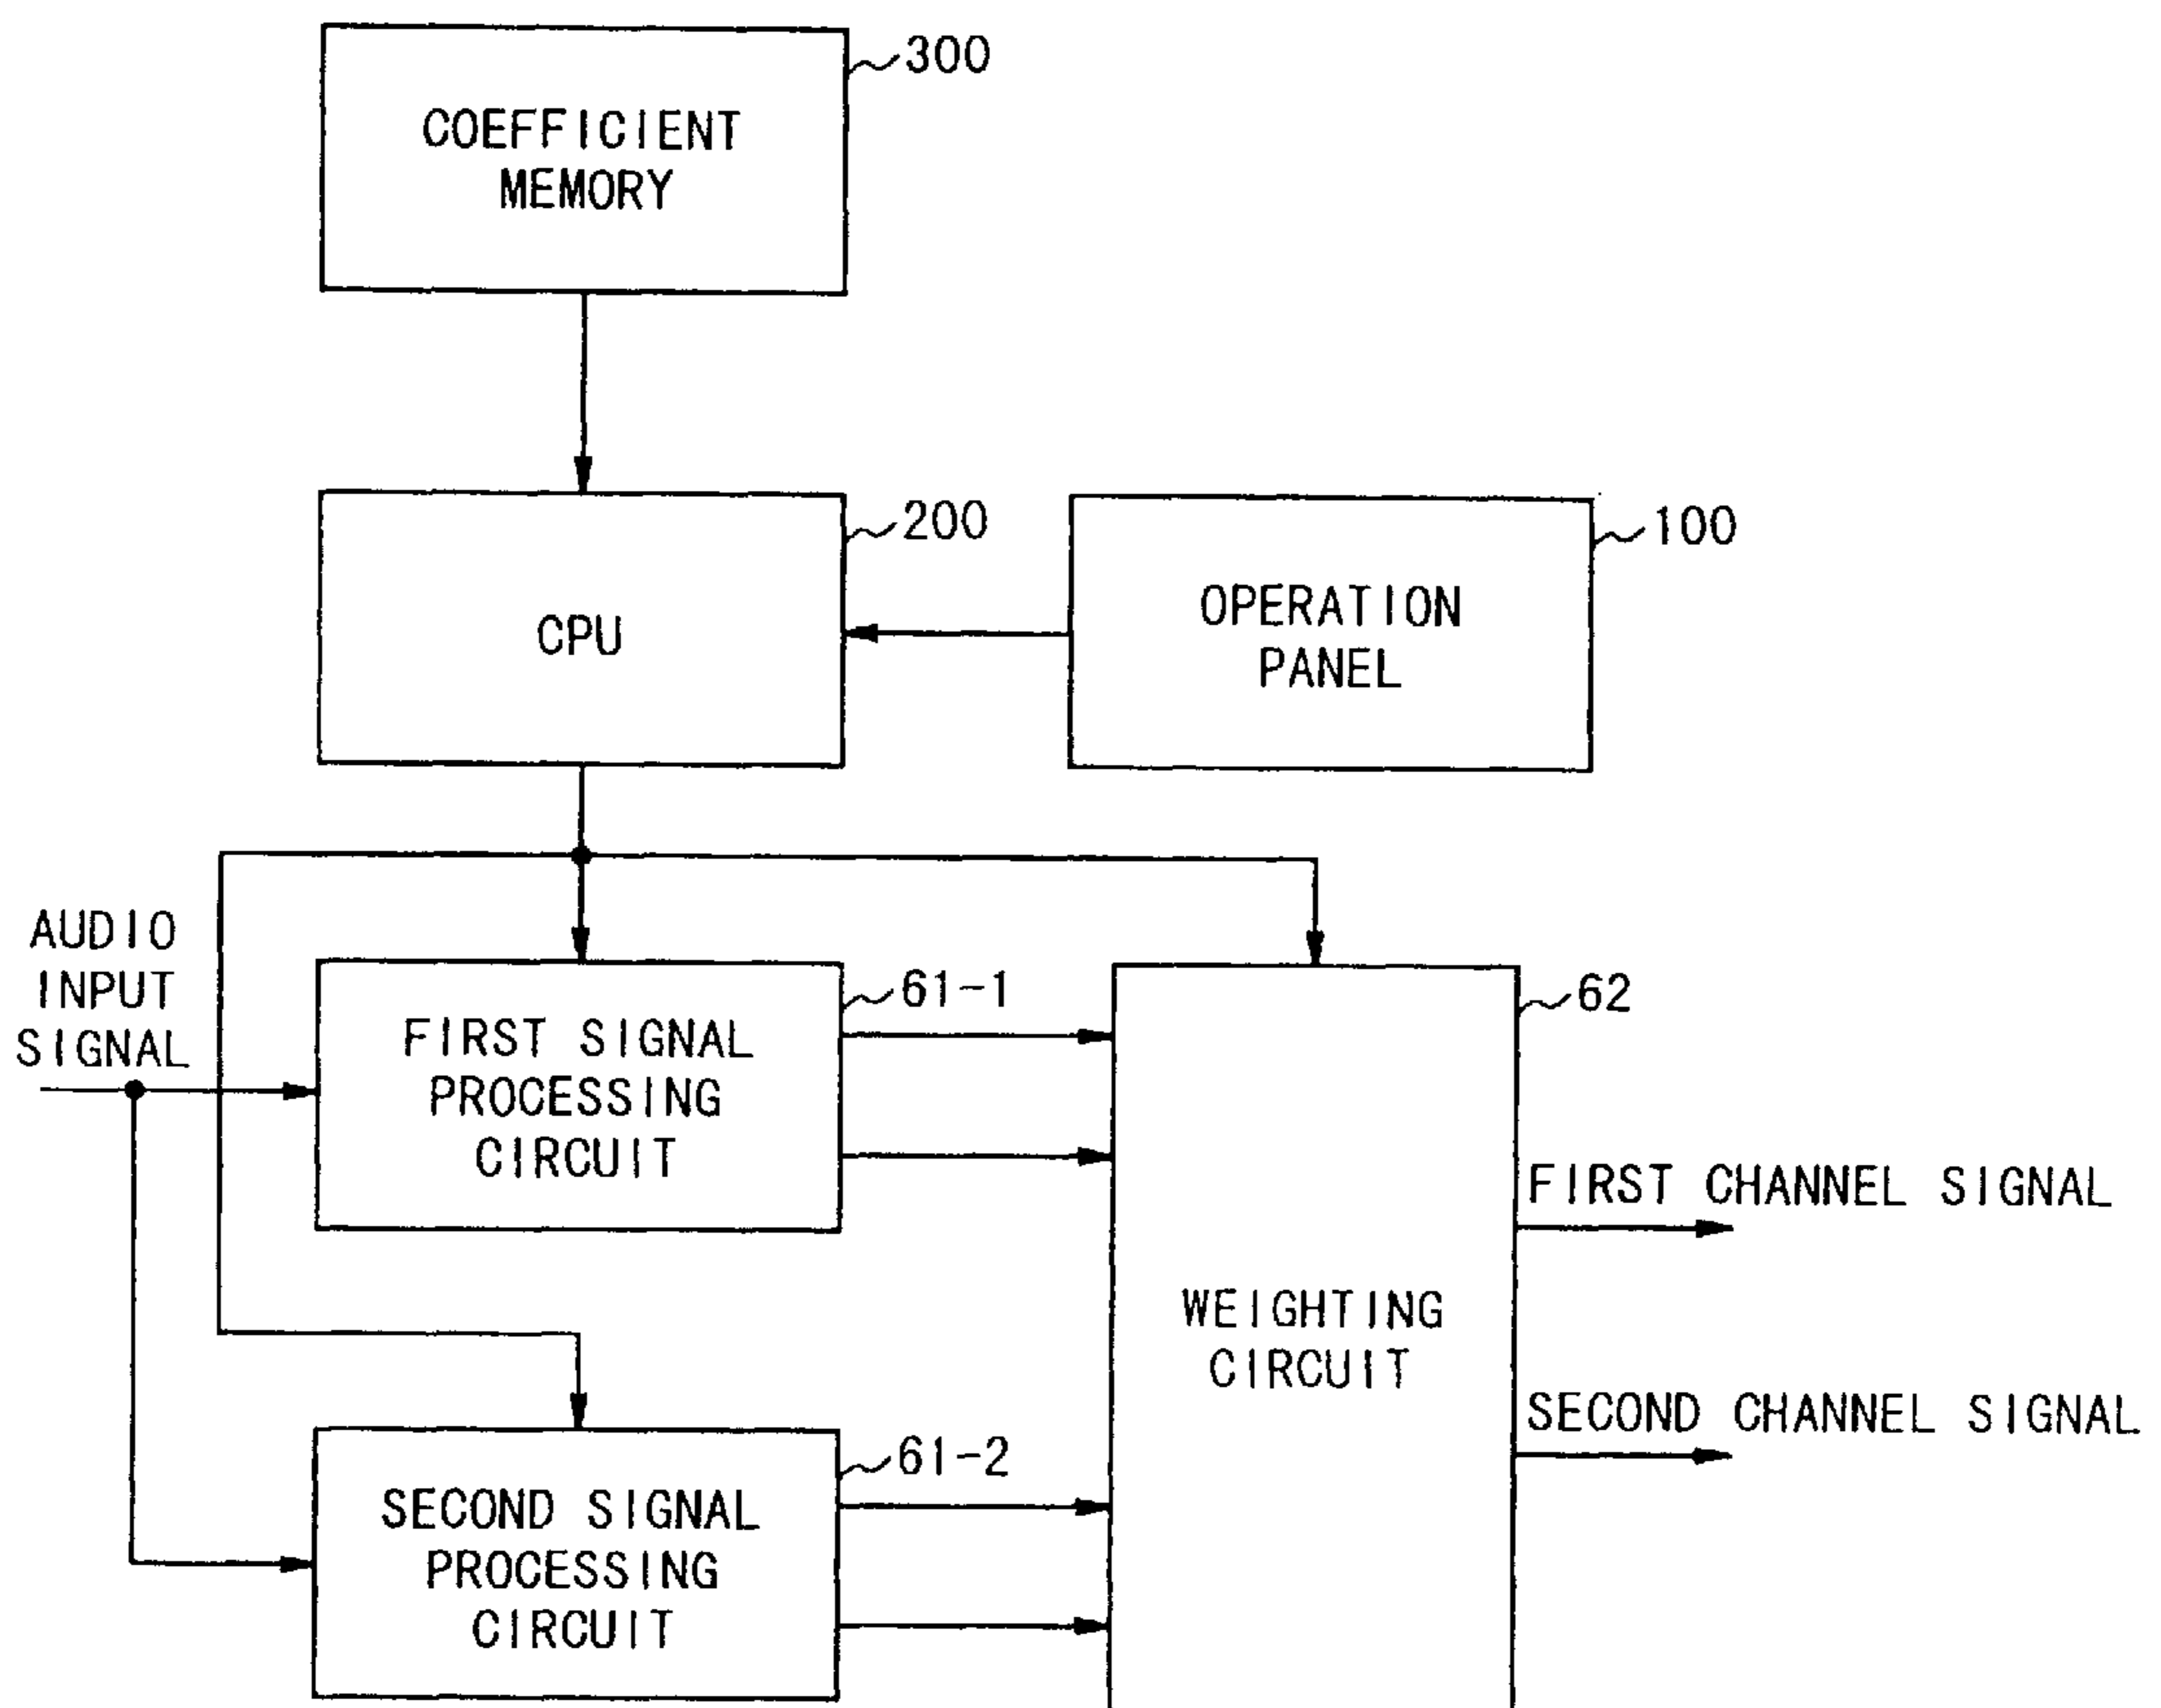 300
COEFFICIENT
MEMORY
200
CPU
100
OPERATION
PANEL
AUDIO
INPUT
SIGNAL
61-1
FIRST SIGNAL
PROCESSING
CIRCUIT
62
WEIGHTING
CIRCUIT
FIRST CHANNEL SIGNAL
SECOND CHANNEL SIGNAL
61-2
SECOND SIGNAL
PROCESSING
CIRCUIT